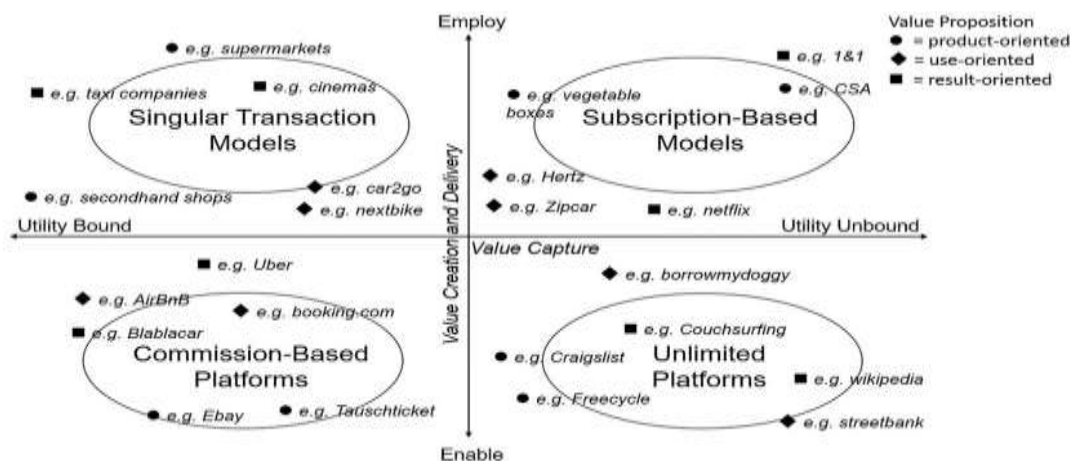 Employ
Value Proposition
● = product-oriented
◆ = use-oriented
■ = result-oriented
e.g. supermarkets
e.g. taxi companies
e.g. cinemas
Singular Transaction
Models
e.g. secondhand shops
e.g. car2go
e.g. nextbike
e.g. 1&1
e.g. CSA
e.g. vegetable
boxes
Subscription-Based
Models
e.g. Hertz
e.g. Zipcar
e.g. netflix
Utility Bound
Utility Unbound
Value Capture
Value Creation and Delivery
e.g. Uber
e.g. AirBnB
e.g. booking.com
e.g. Blablacar
Commission-Based
Platforms
e.g. Ebay
e.g. Tauschticket
e.g. borrowmydoggy
e.g. Couchsurfing
e.g. Craigslist
Unlimited
Platforms
e.g. wikipedia
e.g. Freecycle
e.g. streetbank
Enable